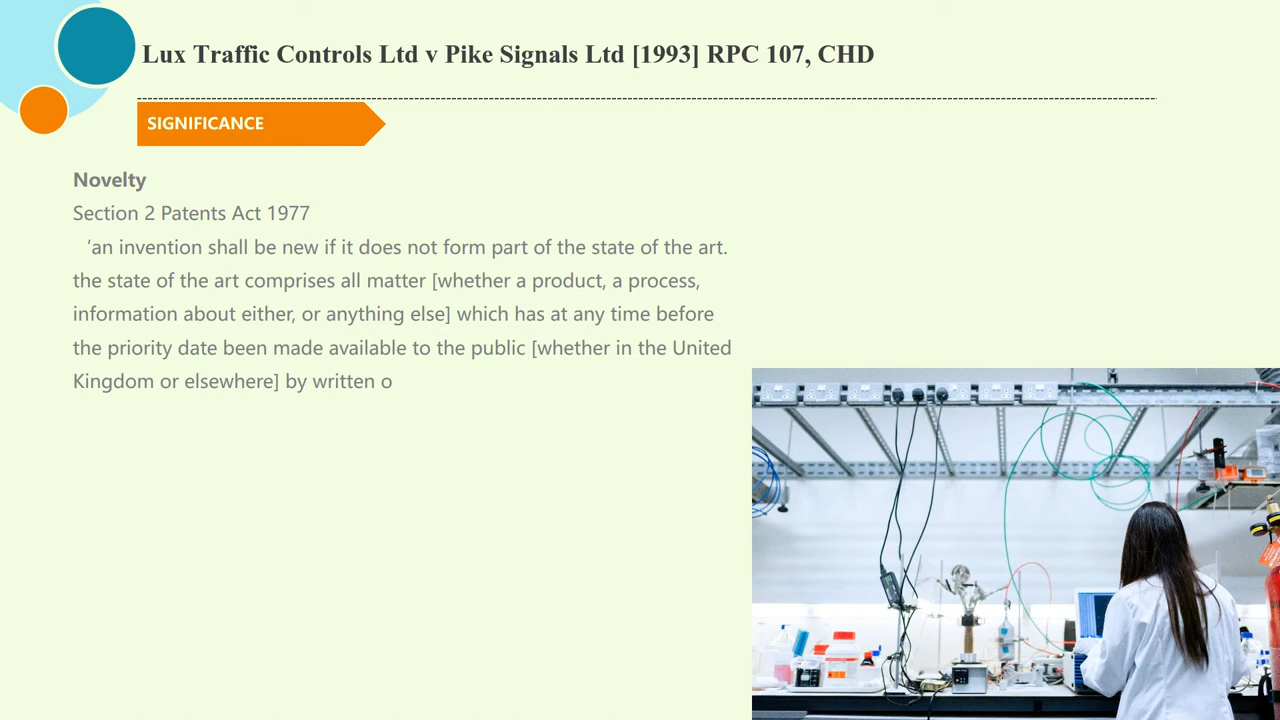 Lux Traffic Controls Ltd v Pike Signals Ltd [1993] RPC 107, CHD
SIGNIFICANCE
Novelty
Section 2 Patents Act 1977
‘an invention shall be new if it does not form part of the state of the art.
the state of the art comprises all matter [whether a product, a process,
information about either, or anything else] which has at any time before
the priority date been made available to the public [whether in the United
Kingdom or elsewhere] by written o